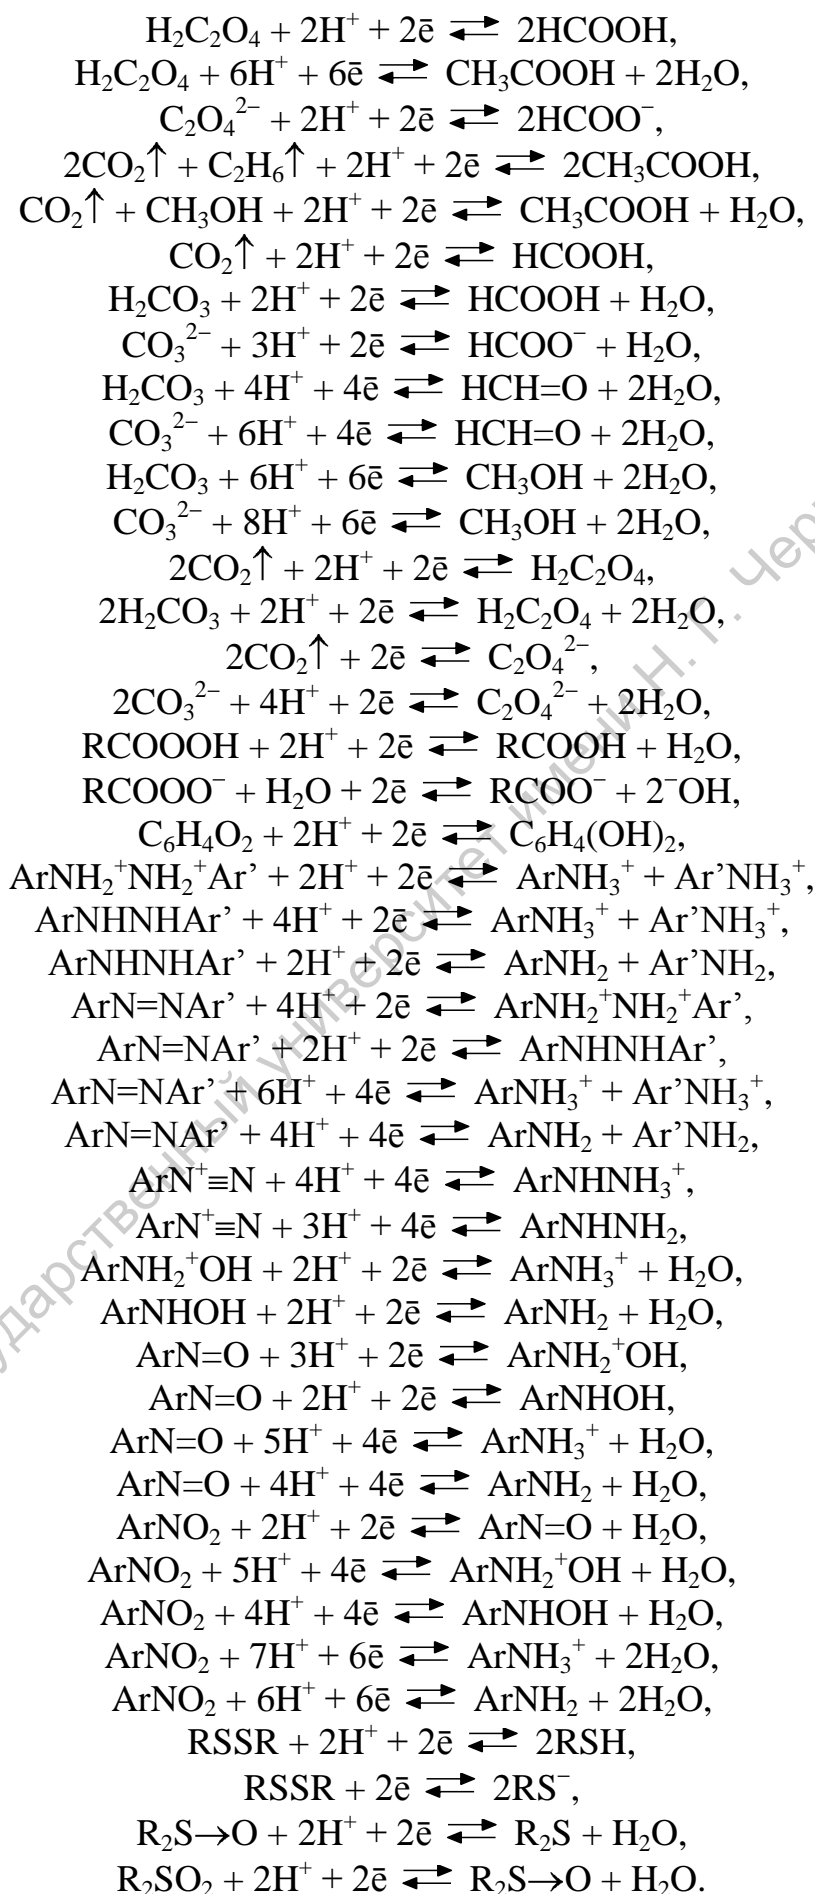 H₂C₂O₄ + 2H⁺ + 2ē ⇄ 2HCOOH,
H₂C₂O₄ + 6H⁺ + 6ē ⇄ CH₃COOH + 2H₂O,
C₂O₄²⁻ + 2H⁺ + 2ē ⇄ 2HCOO⁻,
2CO₂↑ + C₂H₆↑ + 2H⁺ + 2ē ⇄ 2CH₃COOH,
CO₂↑ + CH₃OH + 2H⁺ + 2ē ⇄ CH₃COOH + H₂O,
CO₂↑ + 2H⁺ + 2ē ⇄ HCOOH,
H₂CO₃ + 2H⁺ + 2ē ⇄ HCOOH + H₂O,
CO₃²⁻ + 3H⁺ + 2ē ⇄ HCOO⁻ + H₂O,
H₂CO₃ + 4H⁺ + 4ē ⇄ HCH=O + 2H₂O,
CO₃²⁻ + 6H⁺ + 4ē ⇄ HCH=O + 2H₂O,
H₂CO₃ + 6H⁺ + 6ē ⇄ CH₃OH + 2H₂O,
CO₃²⁻ + 8H⁺ + 6ē ⇄ CH₃OH + 2H₂O,
2CO₂↑ + 2H⁺ + 2ē ⇄ H₂C₂O₄,
2H₂CO₃ + 2H⁺ + 2ē ⇄ H₂C₂O₄ + 2H₂O,
2CO₂↑ + 2ē ⇄ C₂O₄²⁻,
2CO₃²⁻ + 4H⁺ + 2ē ⇄ C₂O₄²⁻ + 2H₂O,
RCOOOH + 2H⁺ + 2ē ⇄ RCOOH + H₂O,
RCOOO⁻ + H₂O + 2ē ⇄ RCOO⁻ + 2⁻OH,
C₆H₄O₂ + 2H⁺ + 2ē ⇄ C₆H₄(OH)₂,
ArNH₂⁺NH₂⁺Ar’ + 2H⁺ + 2ē ⇄ ArNH₃⁺ + Ar’NH₃⁺,
ArNHNHAr’ + 4H⁺ + 2ē ⇄ ArNH₃⁺ + Ar’NH₃⁺,
ArNHNHAr’ + 2H⁺ + 2ē ⇄ ArNH₂ + Ar’NH₂,
ArN=NAr’ + 4H⁺ + 2ē ⇄ ArNH₂⁺NH₂⁺Ar’,
ArN=NAr’ + 2H⁺ + 2ē ⇄ ArNHNHAr’,
ArN=NAr’ + 6H⁺ + 4ē ⇄ ArNH₃⁺ + Ar’NH₃⁺,
ArN=NAr’ + 4H⁺ + 4ē ⇄ ArNH₂ + Ar’NH₂,
ArN⁺≡N + 4H⁺ + 4ē ⇄ ArNHNH₃⁺,
ArN⁺≡N + 3H⁺ + 4ē ⇄ ArNHNH₂,
ArNH₂⁺OH + 2H⁺ + 2ē ⇄ ArNH₃⁺ + H₂O,
ArNHOH + 2H⁺ + 2ē ⇄ ArNH₂ + H₂O,
ArN=O + 3H⁺ + 2ē ⇄ ArNH₂⁺OH,
ArN=O + 2H⁺ + 2ē ⇄ ArNHOH,
ArN=O + 5H⁺ + 4ē ⇄ ArNH₃⁺ + H₂O,
ArN=O + 4H⁺ + 4ē ⇄ ArNH₂ + H₂O,
ArNO₂ + 2H⁺ + 2ē ⇄ ArN=O + H₂O,
ArNO₂ + 5H⁺ + 4ē ⇄ ArNH₂⁺OH + H₂O,
ArNO₂ + 4H⁺ + 4ē ⇄ ArNHOH + H₂O,
ArNO₂ + 7H⁺ + 6ē ⇄ ArNH₃⁺ + 2H₂O,
ArNO₂ + 6H⁺ + 6ē ⇄ ArNH₂ + 2H₂O,
RSSR + 2H⁺ + 2ē ⇄ 2RSH,
RSSR + 2ē ⇄ 2RS⁻,
R₂S→O + 2H⁺ + 2ē ⇄ R₂S + H₂O,
R₂SO₂ + 2H⁺ + 2ē ⇄ R₂S→O + H₂O.
университет имени Н. Г.